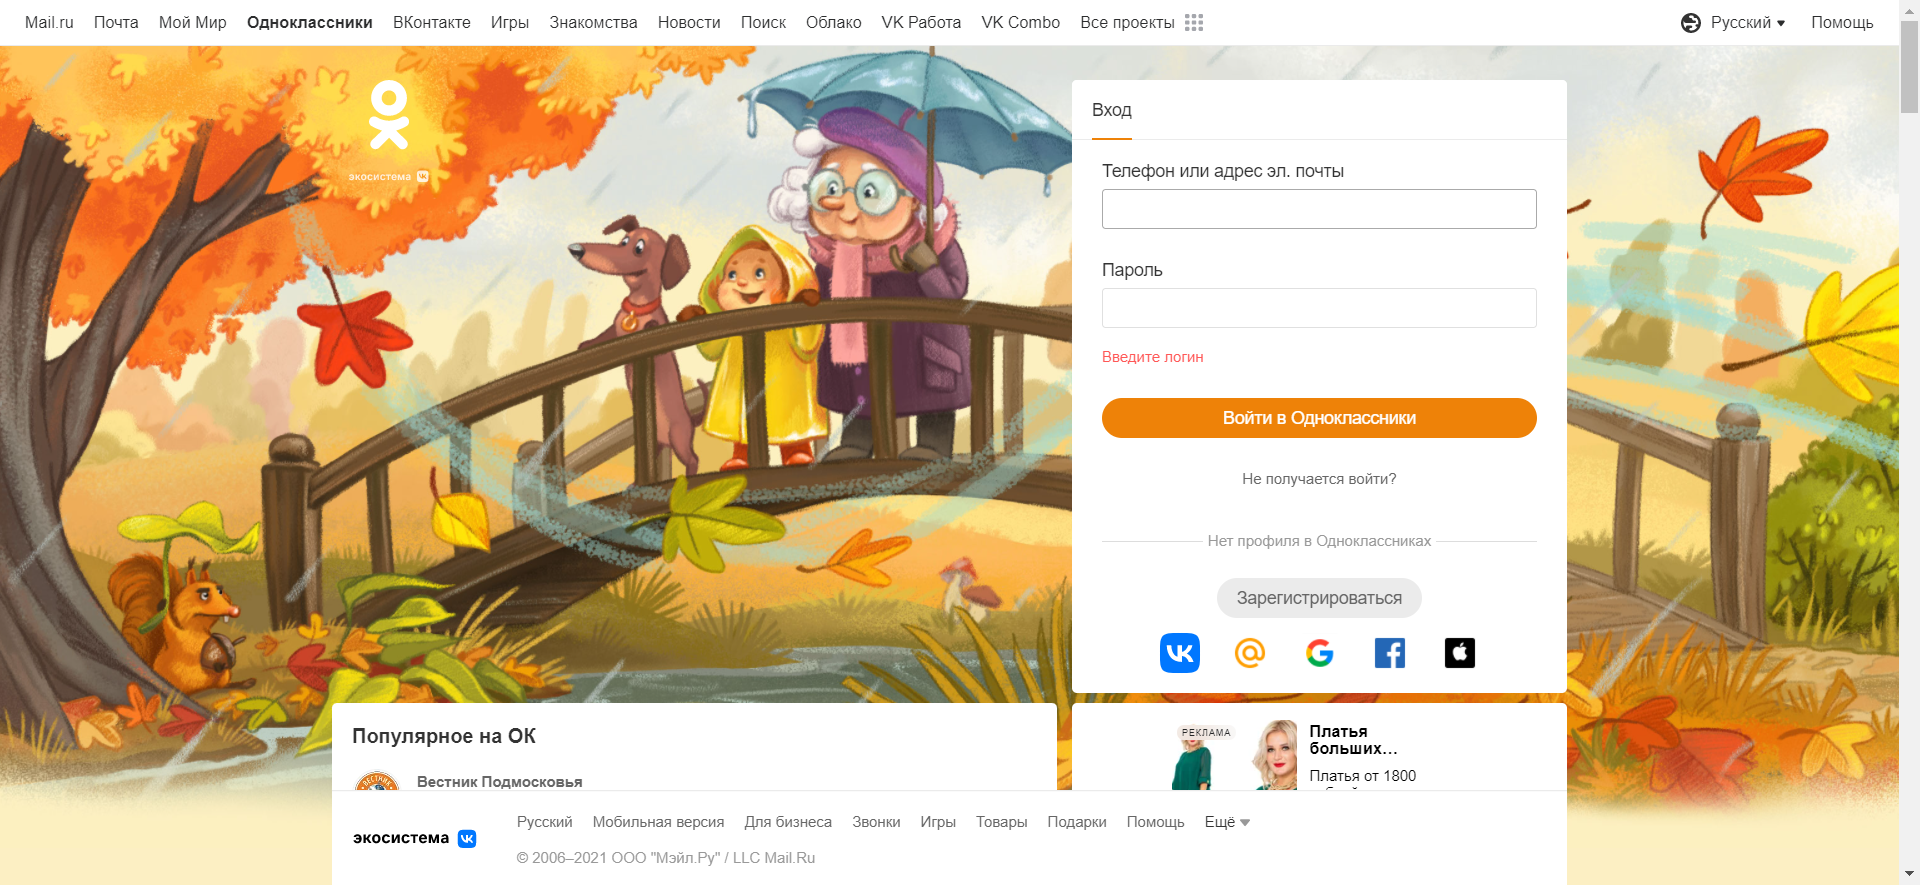 Mail.ru Почта Мой Мир Одноклассники ВКонтакте Игры Знакомства Новости Поиск Облако VK Работа VK Combo Все проекты Русский Помощь
экосистема
Вход
Телефон или адрес эл. почты
Пароль
Введите логин
Войти в Одноклассники
Не получается войти?
Нет профиля в Одноклассниках
Зарегистрироваться
Популярное на ОК
ВЕСТНИК
Вестник Подмосковья
РЕКЛАМА
Платья
больших…
Платья от 1800
экосистема
Русский Мобильная версия Для бизнеса Звонки Игры Товары Подарки Помощь Ещё
© 2006–2021 ООО "Мэйл.Ру" / LLC Mail.Ru